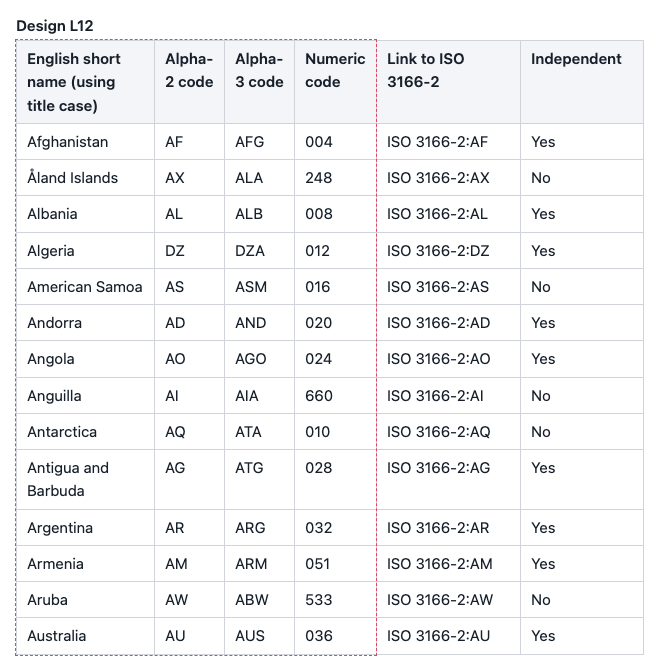 Design L12
English short name (using title case) Alpha-2 code Alpha-3 code Numeric code Link to ISO 3166-2 Independent
Afghanistan AF AFG 004 ISO 3166-2:AF Yes
Åland Islands AX ALA 248 ISO 3166-2:AX No
Albania AL ALB 008 ISO 3166-2:AL Yes
Algeria DZ DZA 012 ISO 3166-2:DZ Yes
American Samoa AS ASM 016 ISO 3166-2:AS No
Andorra AD AND 020 ISO 3166-2:AD Yes
Angola AO AGO 024 ISO 3166-2:AO Yes
Anguilla AI AIA 660 ISO 3166-2:AI No
Antarctica AQ ATA 010 ISO 3166-2:AQ No
Antigua and Barbuda AG ATG 028 ISO 3166-2:AG Yes
Argentina AR ARG 032 ISO 3166-2:AR Yes
Armenia AM ARM 051 ISO 3166-2:AM Yes
Aruba AW ABW 533 ISO 3166-2:AW No
Australia AU AUS 036 ISO 3166-2:AU Yes